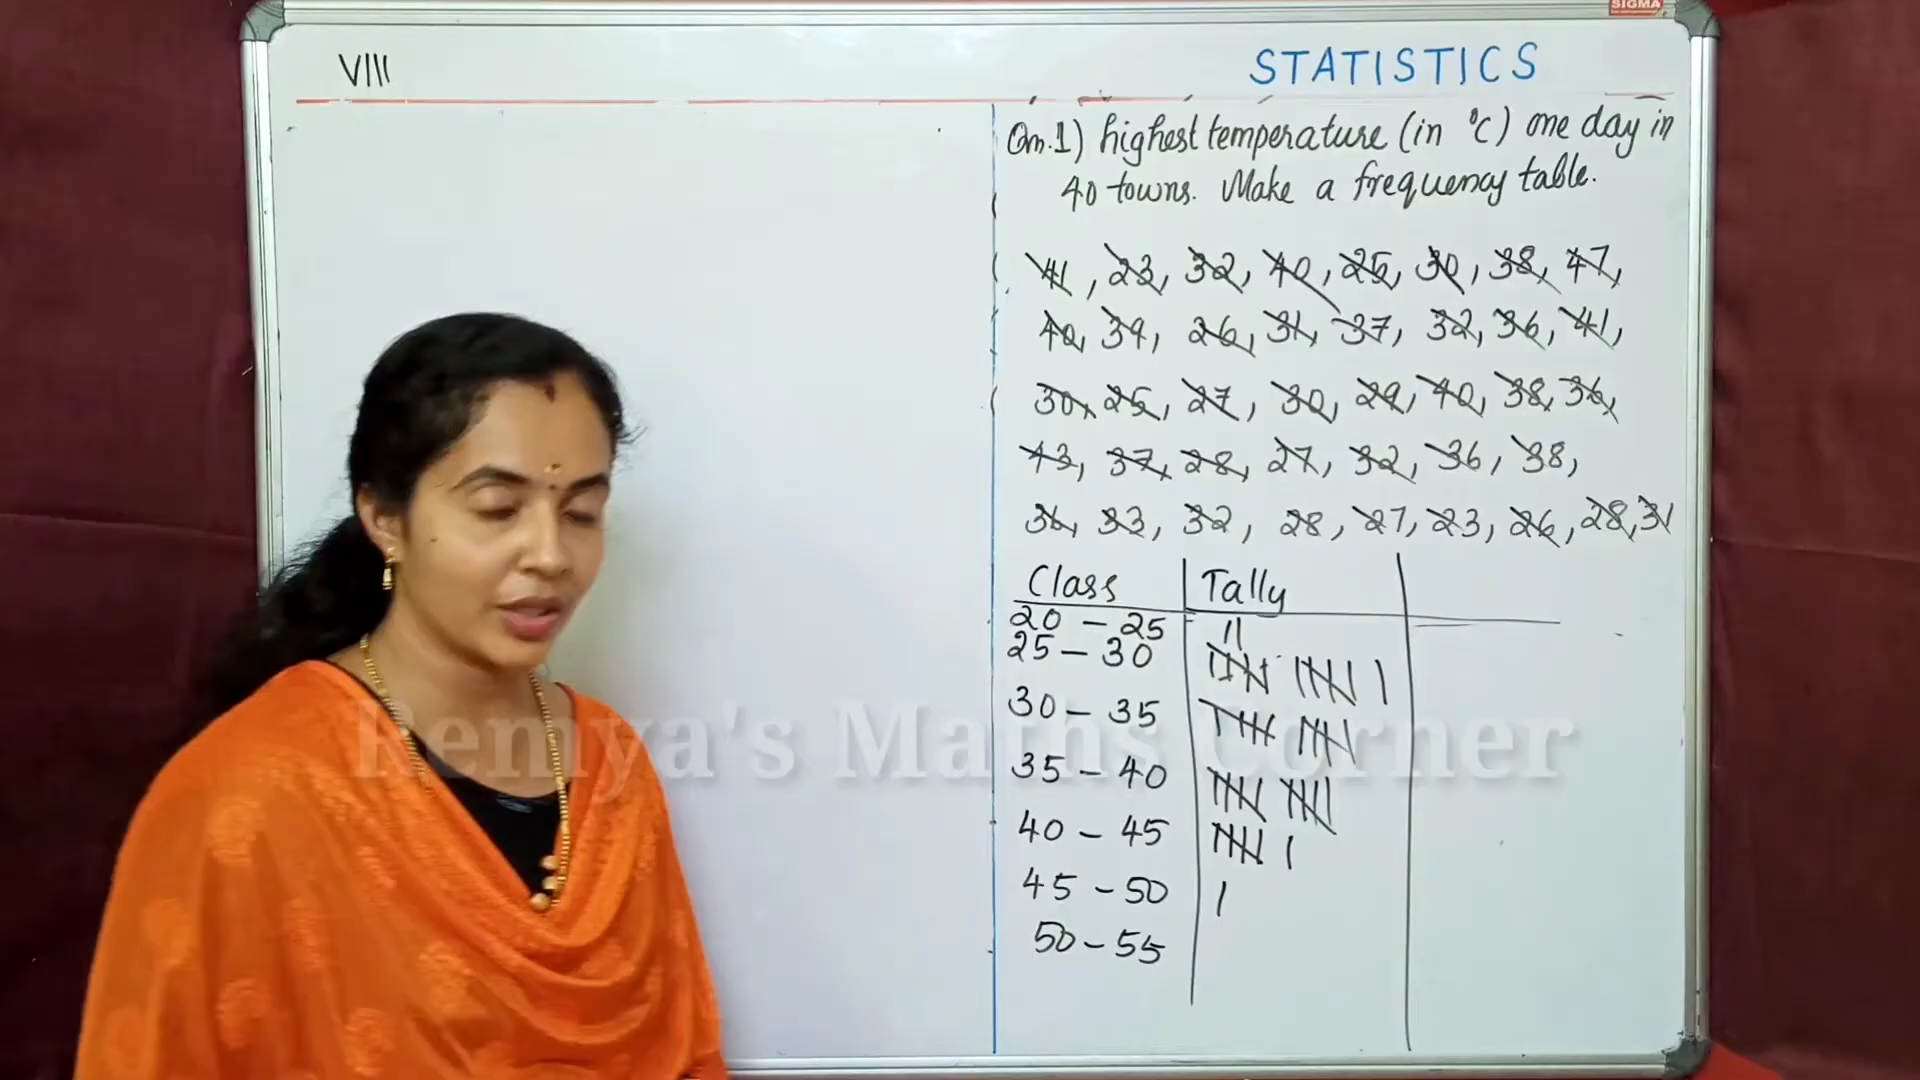 SIGMA
VIII
STATISTICS
Qn.1) highest temperature (in °C) one day in
40 towns. Make a frequency table.
41, 23, 32, 40, 25, 30, 38, 47,
40, 39, 26, 31, 37, 32, 36, 41,
30, 25, 27, 30, 29, 40, 38, 36,
43, 37, 28, 27, 32, 36, 38,
36, 33, 32, 28, 27, 23, 26, 28, 31
Class Tally
20 – 25 ||
25 – 30 |||| |||| |
30 – 35 |||| ||||
35 – 40 |||| ||||
40 – 45 |||| |
45 – 50 |
50 – 55
Remya's Maths Corner